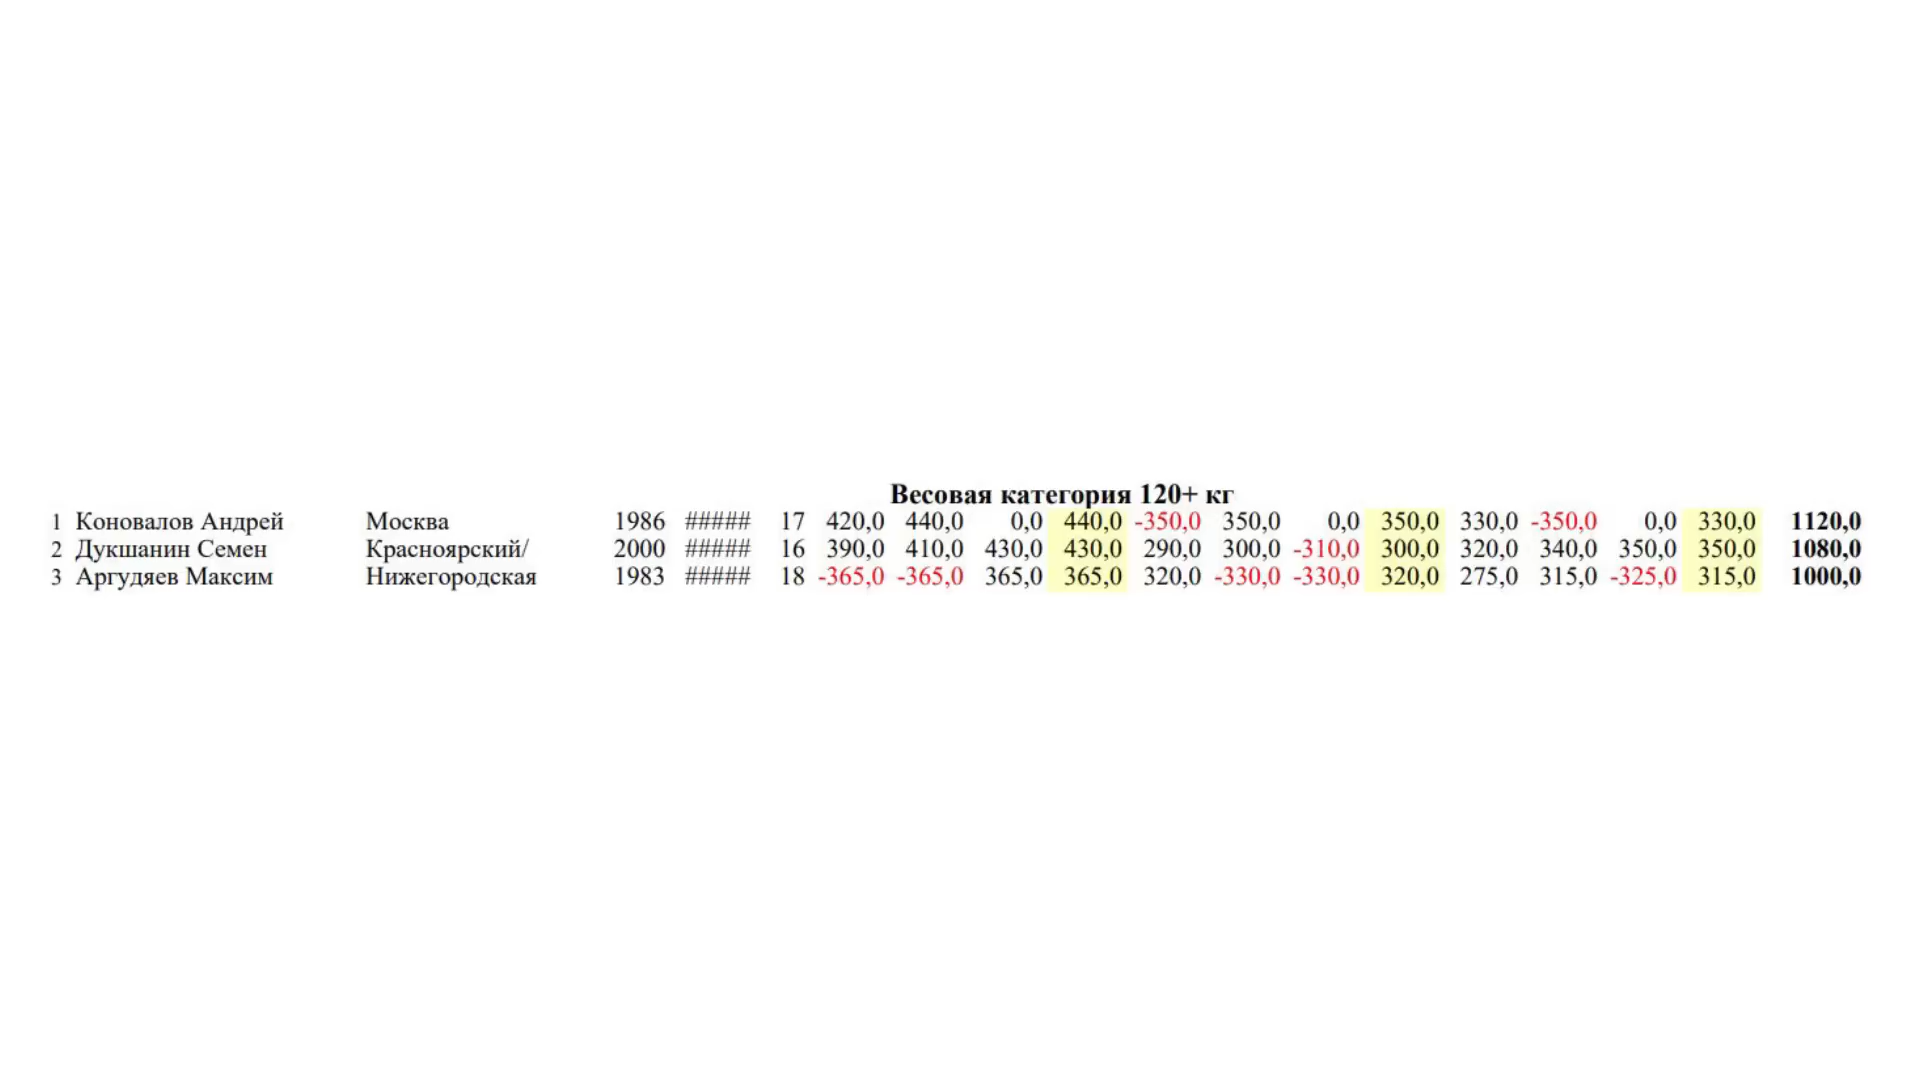 Весовая категория 120+ кг
1 Коновалов Андрей Москва 1986 ##### 17 420,0 440,0 0,0 440,0 -350,0 350,0 0,0 350,0 330,0 -350,0 0,0 330,0 1120,0
2 Дукшанин Семен Красноярский/ 2000 ##### 16 390,0 410,0 430,0 430,0 290,0 300,0 -310,0 300,0 320,0 340,0 350,0 350,0 1080,0
3 Аргудяев Максим Нижегородская 1983 ##### 18 -365,0 -365,0 365,0 365,0 320,0 -330,0 -330,0 320,0 275,0 315,0 -325,0 315,0 1000,0